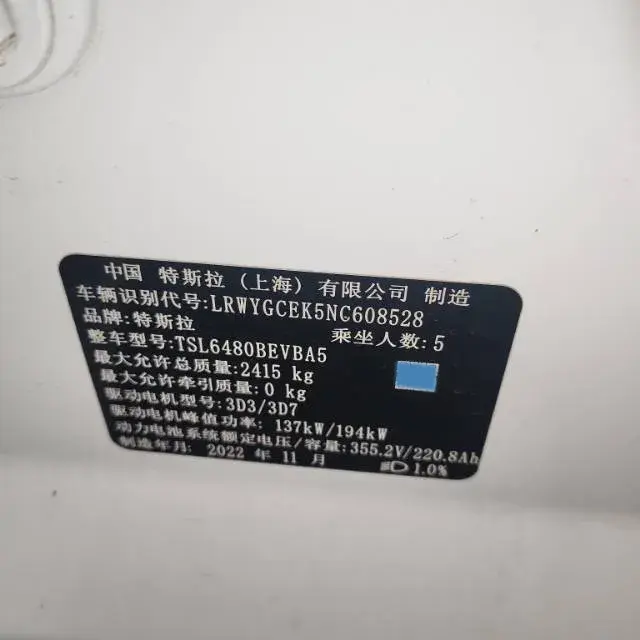 中国 特斯拉（上海）有限公司 制造
车辆识别代号:LRWYGCEK5NC608528
品牌:特斯拉 乘坐人数:5
整车型号:TSL6480BEVBA5
最大允许总质量:2415 kg
最大允许牵引质量:0 kg
驱动电机型号:3D3/3D7
驱动电机峰值功率: 137kW/194kW
动力电池系统额定电压/容量:355.2V/220.8Ah
制造年月: 2022 年 11 月 1.0%